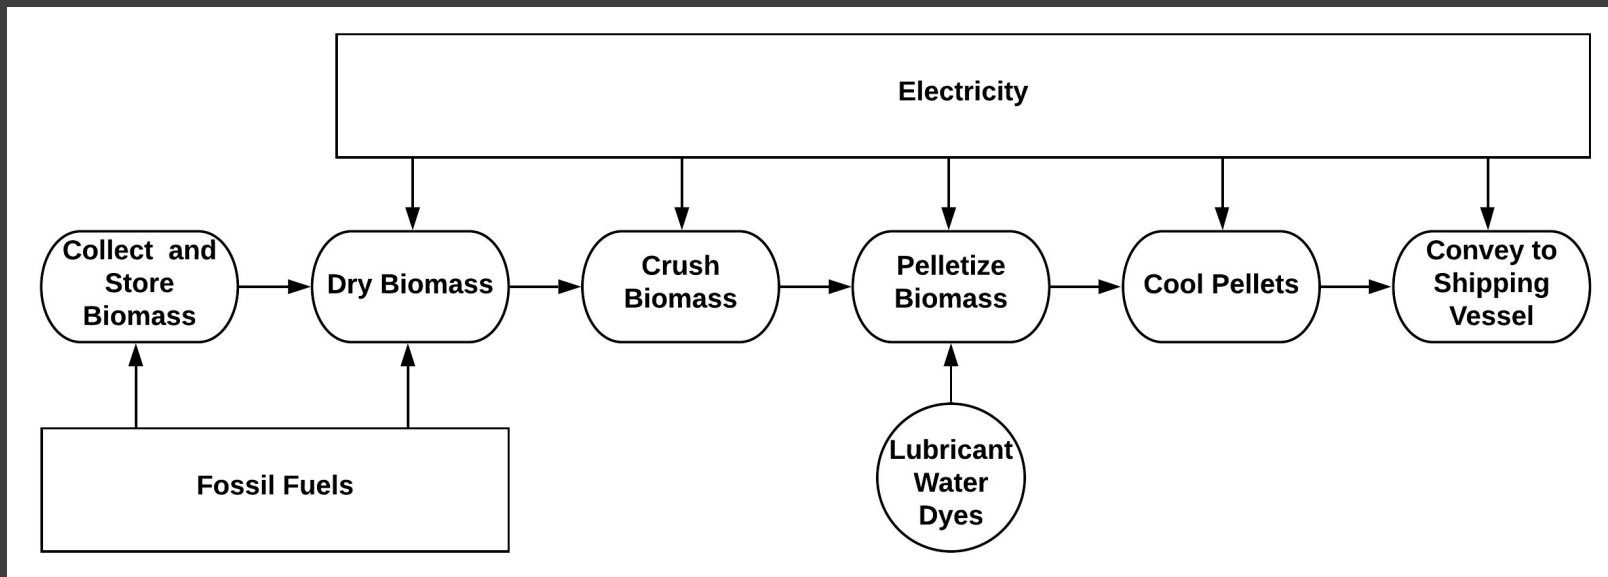 Electricity
Collect and
Store
Biomass
Dry Biomass
Crush
Biomass
Pelletize
Biomass
Cool Pellets
Convey to
Shipping
Vessel
Fossil Fuels
Lubricant
Water
Dyes